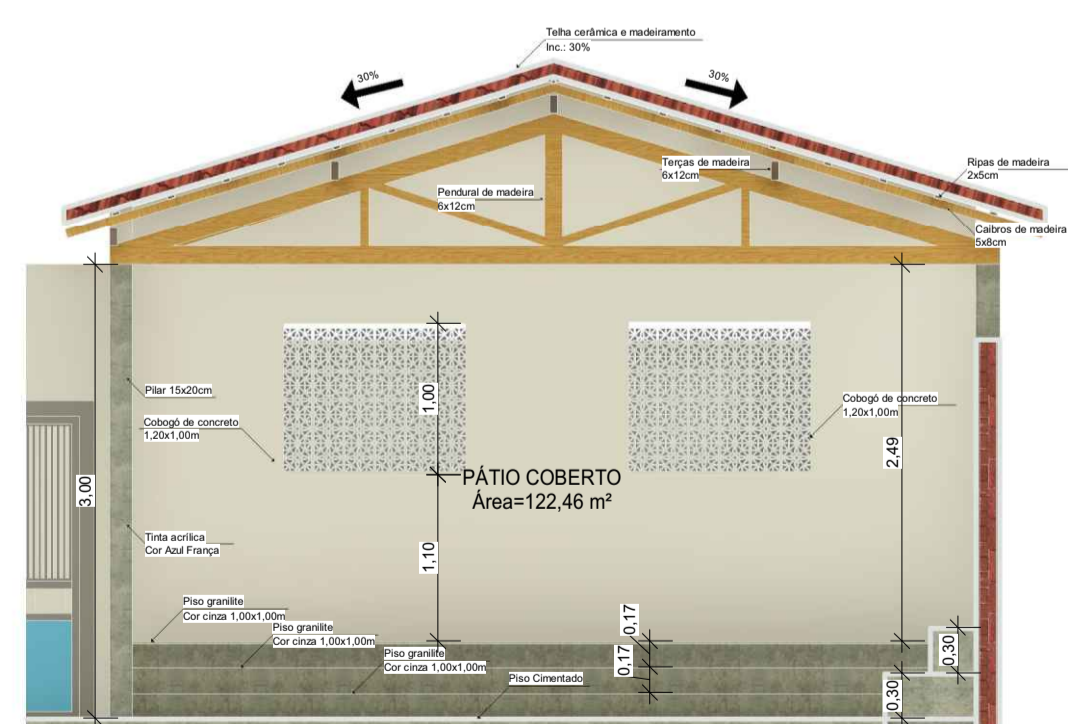 Telha cerâmica e madeiramento
Inc.: 30%
30%
30%
Terças de madeira
6x12cm
Ripas de madeira
2x5cm
Pendural de madeira
6x12cm
Caibros de madeira
5x8cm
Pilar 15x20cm
1,00
Cobogó de concreto
1,20x1,00m
Cobogó de concreto
1,20x1,00m
2,49
3,00
PÁTIO COBERTO
Área=122,46 m²
Tinta acrílica
Cor Azul França
1,10
Piso granilite
Cor cinza 1,00x1,00m
Piso granilite
Cor cinza 1,00x1,00m
Piso granilite
Cor cinza 1,00x1,00m
0,17
0,17
0,30
Piso Cimentado
0,30